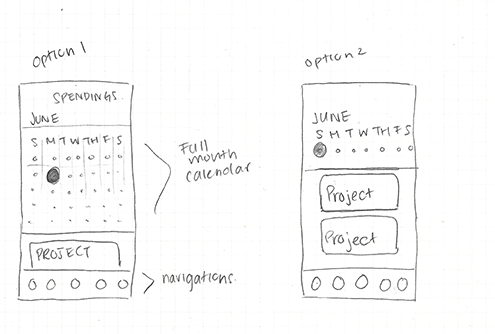 option 1
SPENDINGS
JUNE
S M T W TH F S
PROJECT
Full
month
calendar
navigations
option 2
JUNE
S M T W TH F S
Project
Project